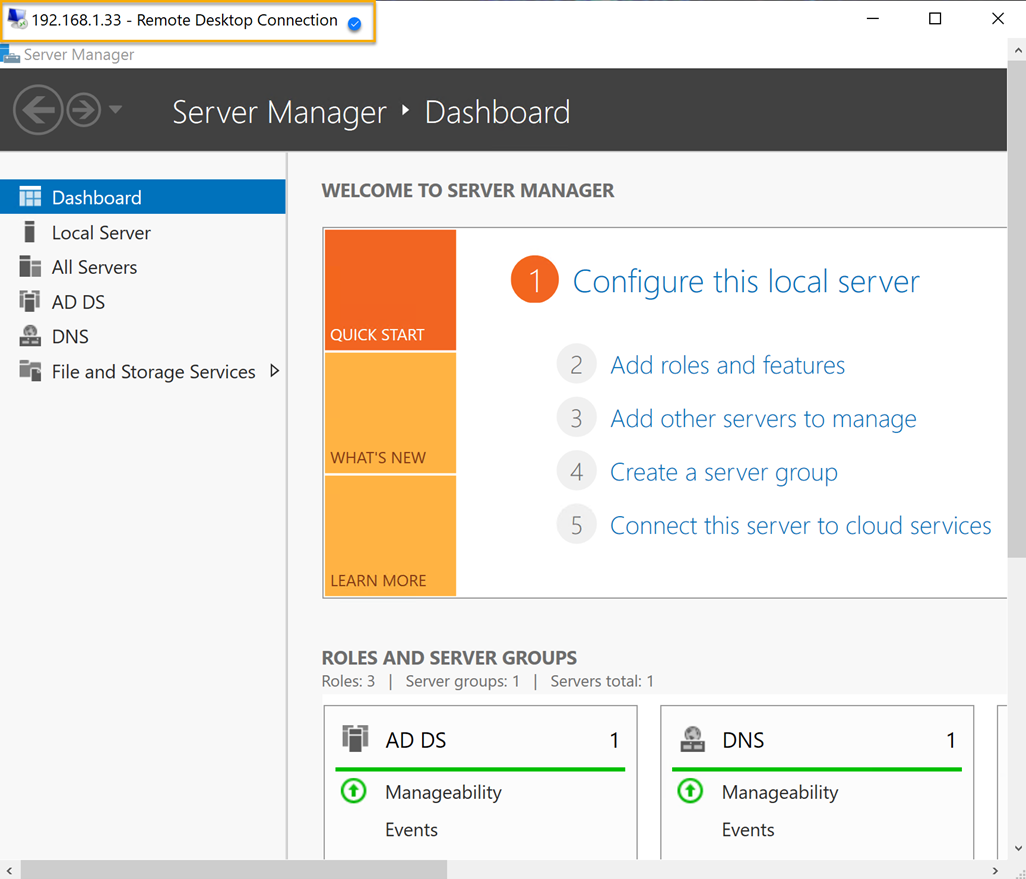 192.168.1.33 - Remote Desktop Connection
Server Manager
Server Manager ‣ Dashboard
Dashboard
Local Server
All Servers
AD DS
DNS
File and Storage Services
WELCOME TO SERVER MANAGER
QUICK START
WHAT'S NEW
LEARN MORE
1 Configure this local server
2 Add roles and features
3 Add other servers to manage
4 Create a server group
5 Connect this server to cloud services
ROLES AND SERVER GROUPS
Roles: 3 | Server groups: 1 | Servers total: 1
AD DS 1
Manageability
Events
DNS 1
Manageability
Events